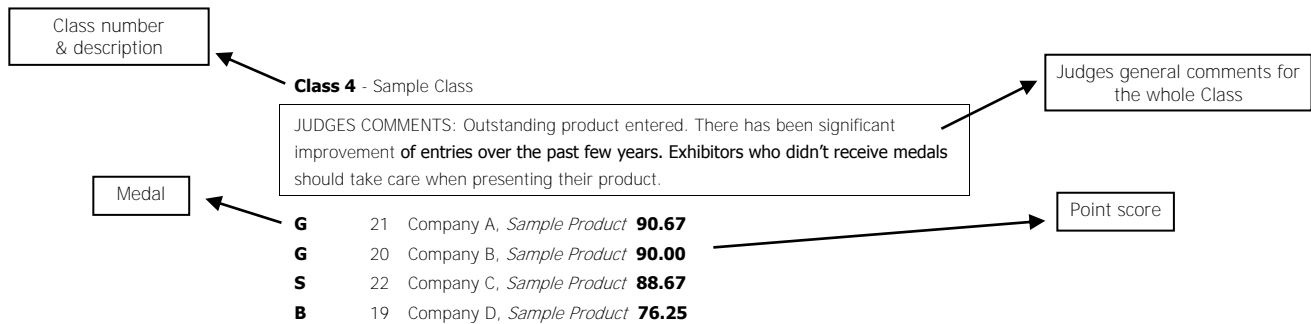 Class number
& description
Class 4 - Sample Class
Judges general comments for
the whole Class
JUDGES COMMENTS: Outstanding product entered. There has been significant
improvement of entries over the past few years. Exhibitors who didn’t receive medals
should take care when presenting their product.
Medal
Point score
G 21 Company A, Sample Product 90.67
G 20 Company B, Sample Product 90.00
S 22 Company C, Sample Product 88.67
B 19 Company D, Sample Product 76.25